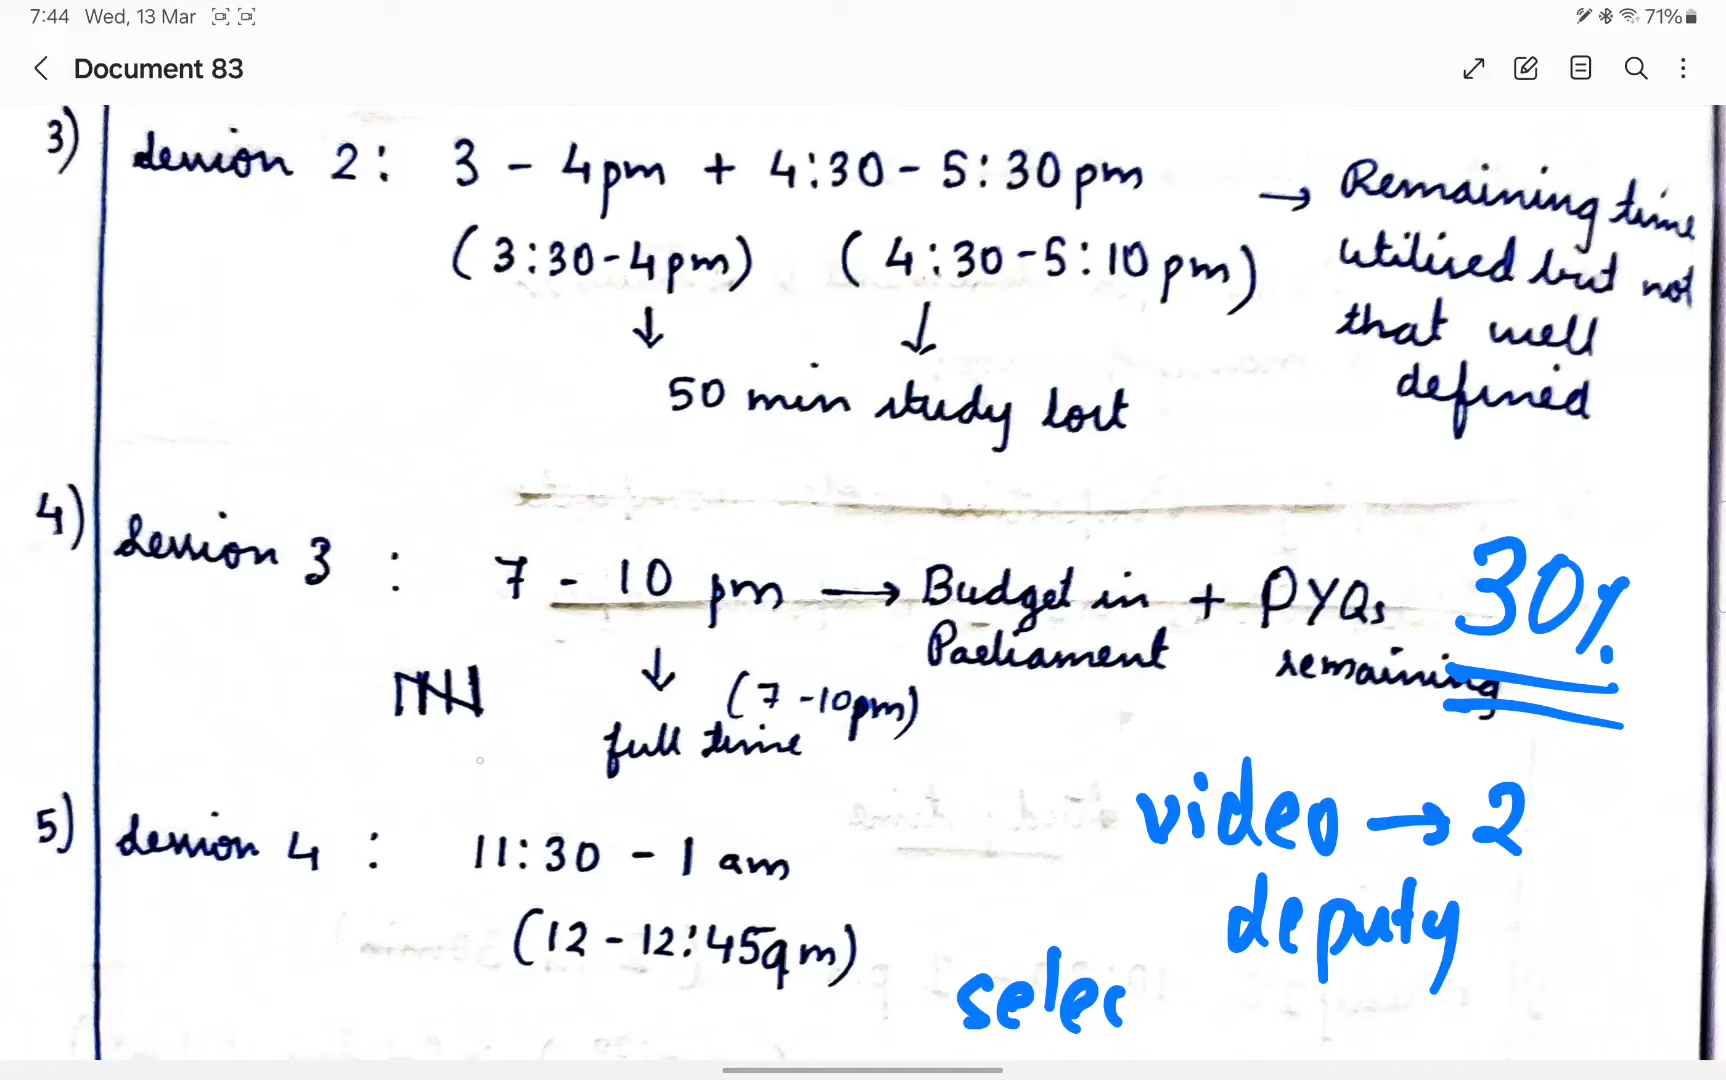 7:44 Wed, 13 Mar
71%
Document 83
3) Session 2: 3 - 4pm + 4:30 - 5:30 pm → Remaining time
(3:30-4pm) (4:30-5:10 pm) utilised but not
↓ ↓ that well
50 min study lost defined
4) Session 3 : 7 - 10 pm → Budget in + PYQs 30%
Parliament remaining
↓ (7-10pm)
full time
video → 2
5) Session 4 : 11:30 - 1 am
deputy
(12 - 12:45am)
selec